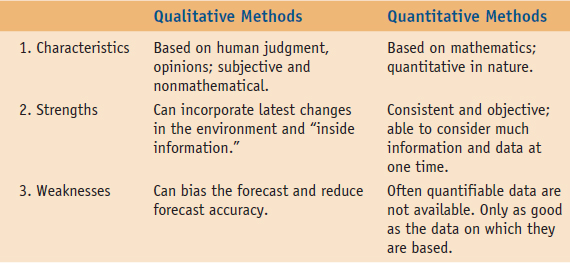 Qualitative Methods Quantitative Methods
1. Characteristics Based on human judgment, Based on mathematics;
opinions; subjective and quantitative in nature.
nonmathematical.
2. Strengths Can incorporate latest changes Consistent and objective;
in the environment and “inside able to consider much
information.” information and data at
one time.
3. Weaknesses Can bias the forecast and reduce Often quantifiable data are
forecast accuracy. not available. Only as good
as the data on which they
are based.